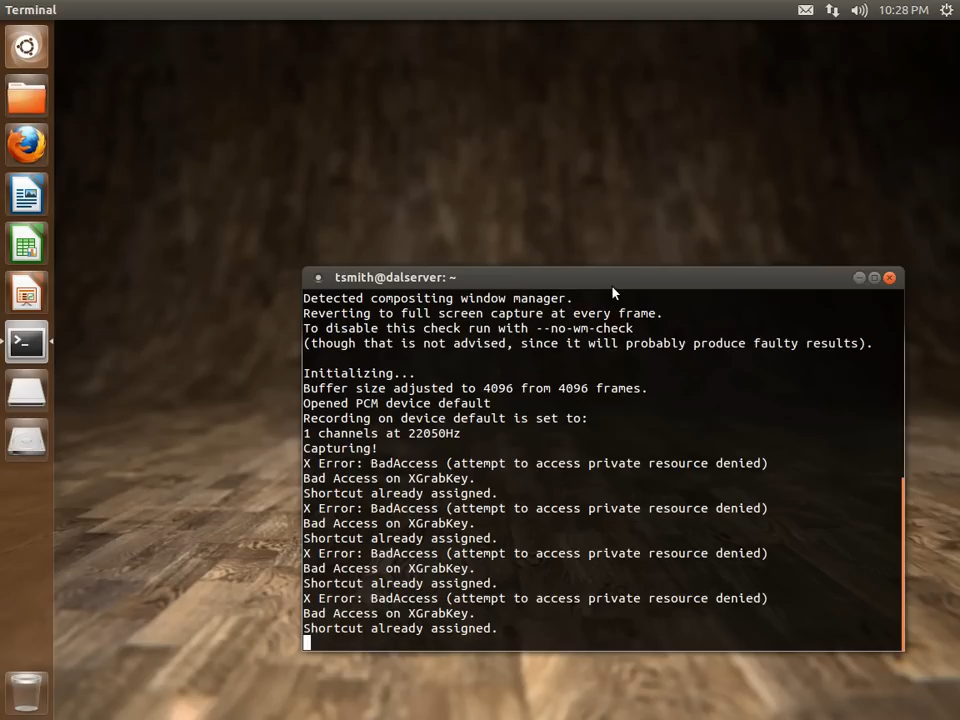 Terminal
10:28 PM
tsmith@dalserver: ~
Detected compositing window manager.
Reverting to full screen capture at every frame.
To disable this check run with --no-wm-check
(though that is not advised, since it will probably produce faulty results).
Initializing...
Buffer size adjusted to 4096 from 4096 frames.
Opened PCM device default
Recording on device default is set to:
1 channels at 22050Hz
Capturing!
X Error: BadAccess (attempt to access private resource denied)
Bad Access on XGrabKey.
Shortcut already assigned.
X Error: BadAccess (attempt to access private resource denied)
Bad Access on XGrabKey.
Shortcut already assigned.
X Error: BadAccess (attempt to access private resource denied)
Bad Access on XGrabKey.
Shortcut already assigned.
X Error: BadAccess (attempt to access private resource denied)
Bad Access on XGrabKey.
Shortcut already assigned.